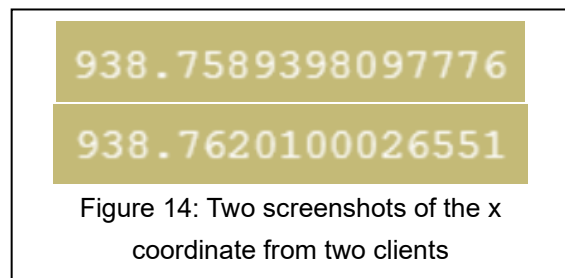 938.7589398097776
938.7620100026551
Figure 14: Two screenshots of the x
coordinate from two clients